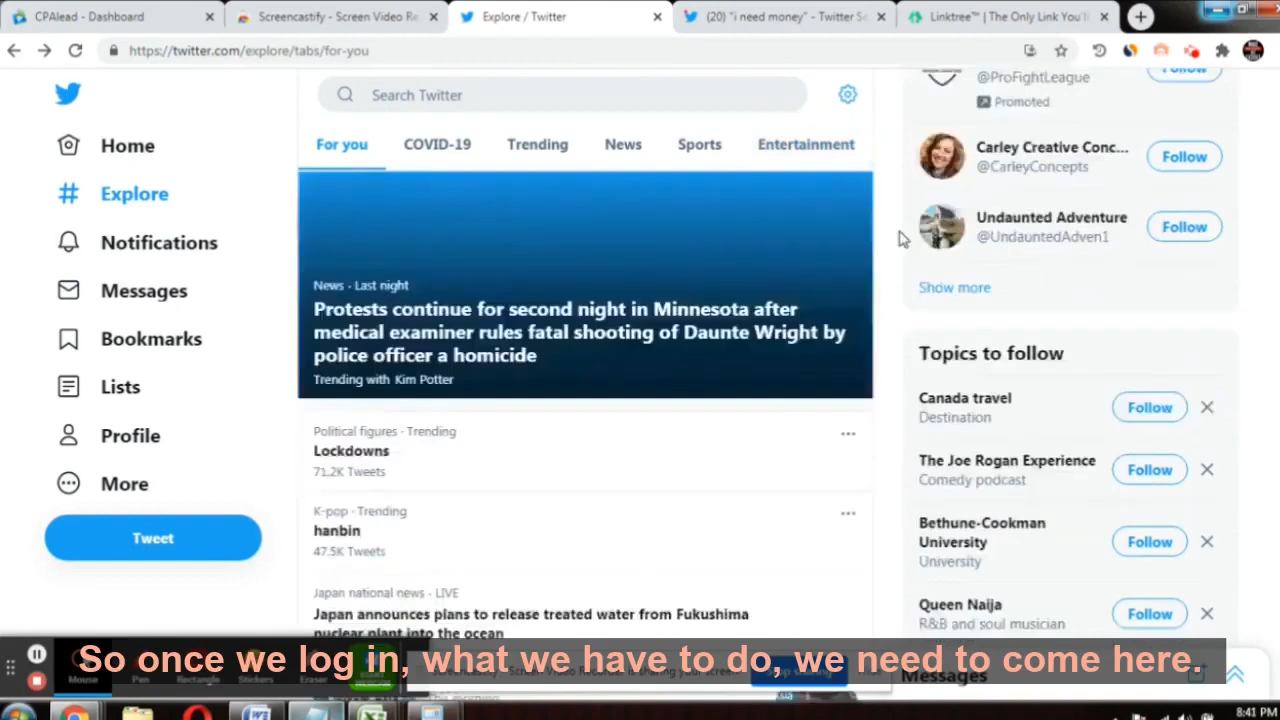 CPAlead - Dashboard
Screencastify - Screen Video Re
Explore / Twitter
(20) "i need money" - Twitter Se
Linktree™ | The Only Link You'll
https://twitter.com/explore/tabs/for-you
Search Twitter
Home
Explore
Notifications
Messages
Bookmarks
Lists
Profile
More
Tweet
For you
COVID-19
Trending
News
Sports
Entertainment
News · Last night
Protests continue for second night in Minnesota after
medical examiner rules fatal shooting of Daunte Wright by
police officer a homicide
Trending with Kim Potter
Political figures · Trending
Lockdowns
71.2K Tweets
K-pop · Trending
hanbin
47.5K Tweets
Japan national news · LIVE
Japan announces plans to release treated water from Fukushima
nuclear plant into the ocean
@ProFightLeague
Follow
Promoted
Carley Creative Conc...
@CarleyConcepts
Follow
Undaunted Adventure
@UndauntedAdven1
Follow
Show more
Topics to follow
Canada travel
Destination
Follow
The Joe Rogan Experience
Comedy podcast
Follow
Bethune-Cookman
University
University
Follow
Queen Naija
R&B and soul musician
Follow
Messages
So once we log in, what we have to do, we need to come here.
Mouse
Pen
Rectangle
Stickers
Eraser
8:41 PM